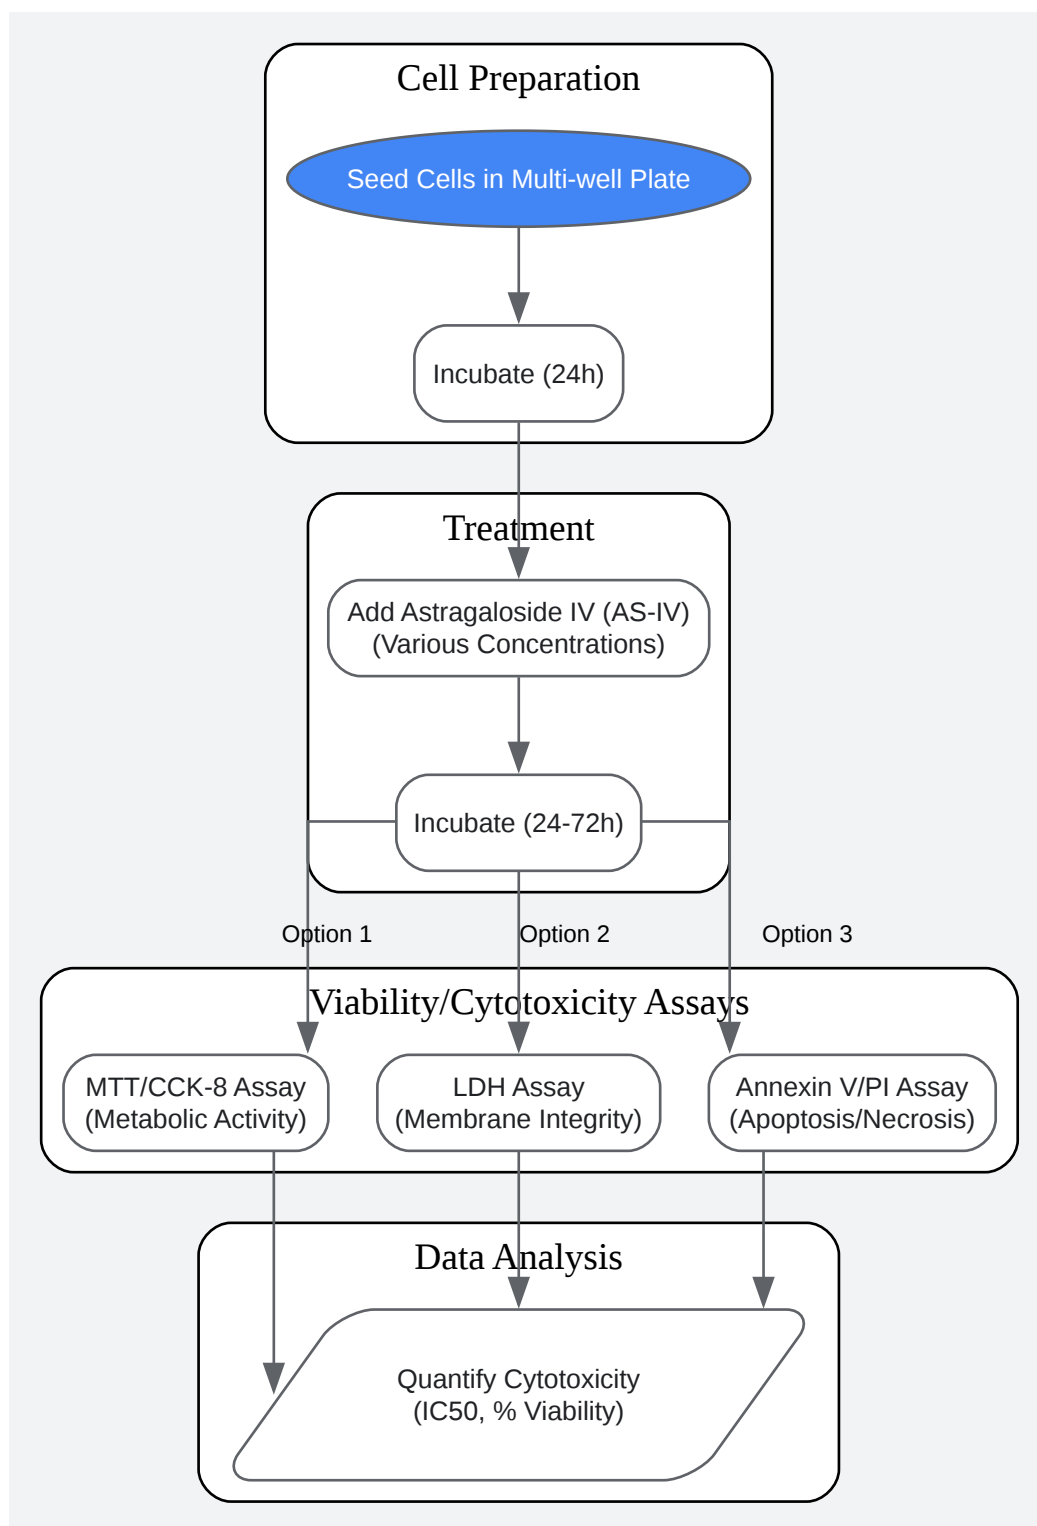 Cell Preparation
Seed Cells in Multi-well Plate
Incubate (24h)
Treatment
Add Astragaloside IV (AS-IV)
(Various Concentrations)
Incubate (24-72h)
Option 1
Option 2
Option 3
Viability/Cytotoxicity Assays
MTT/CCK-8 Assay
(Metabolic Activity)
LDH Assay
(Membrane Integrity)
Annexin V/PI Assay
(Apoptosis/Necrosis)
Data Analysis
Quantify Cytotoxicity
(IC50, % Viability)